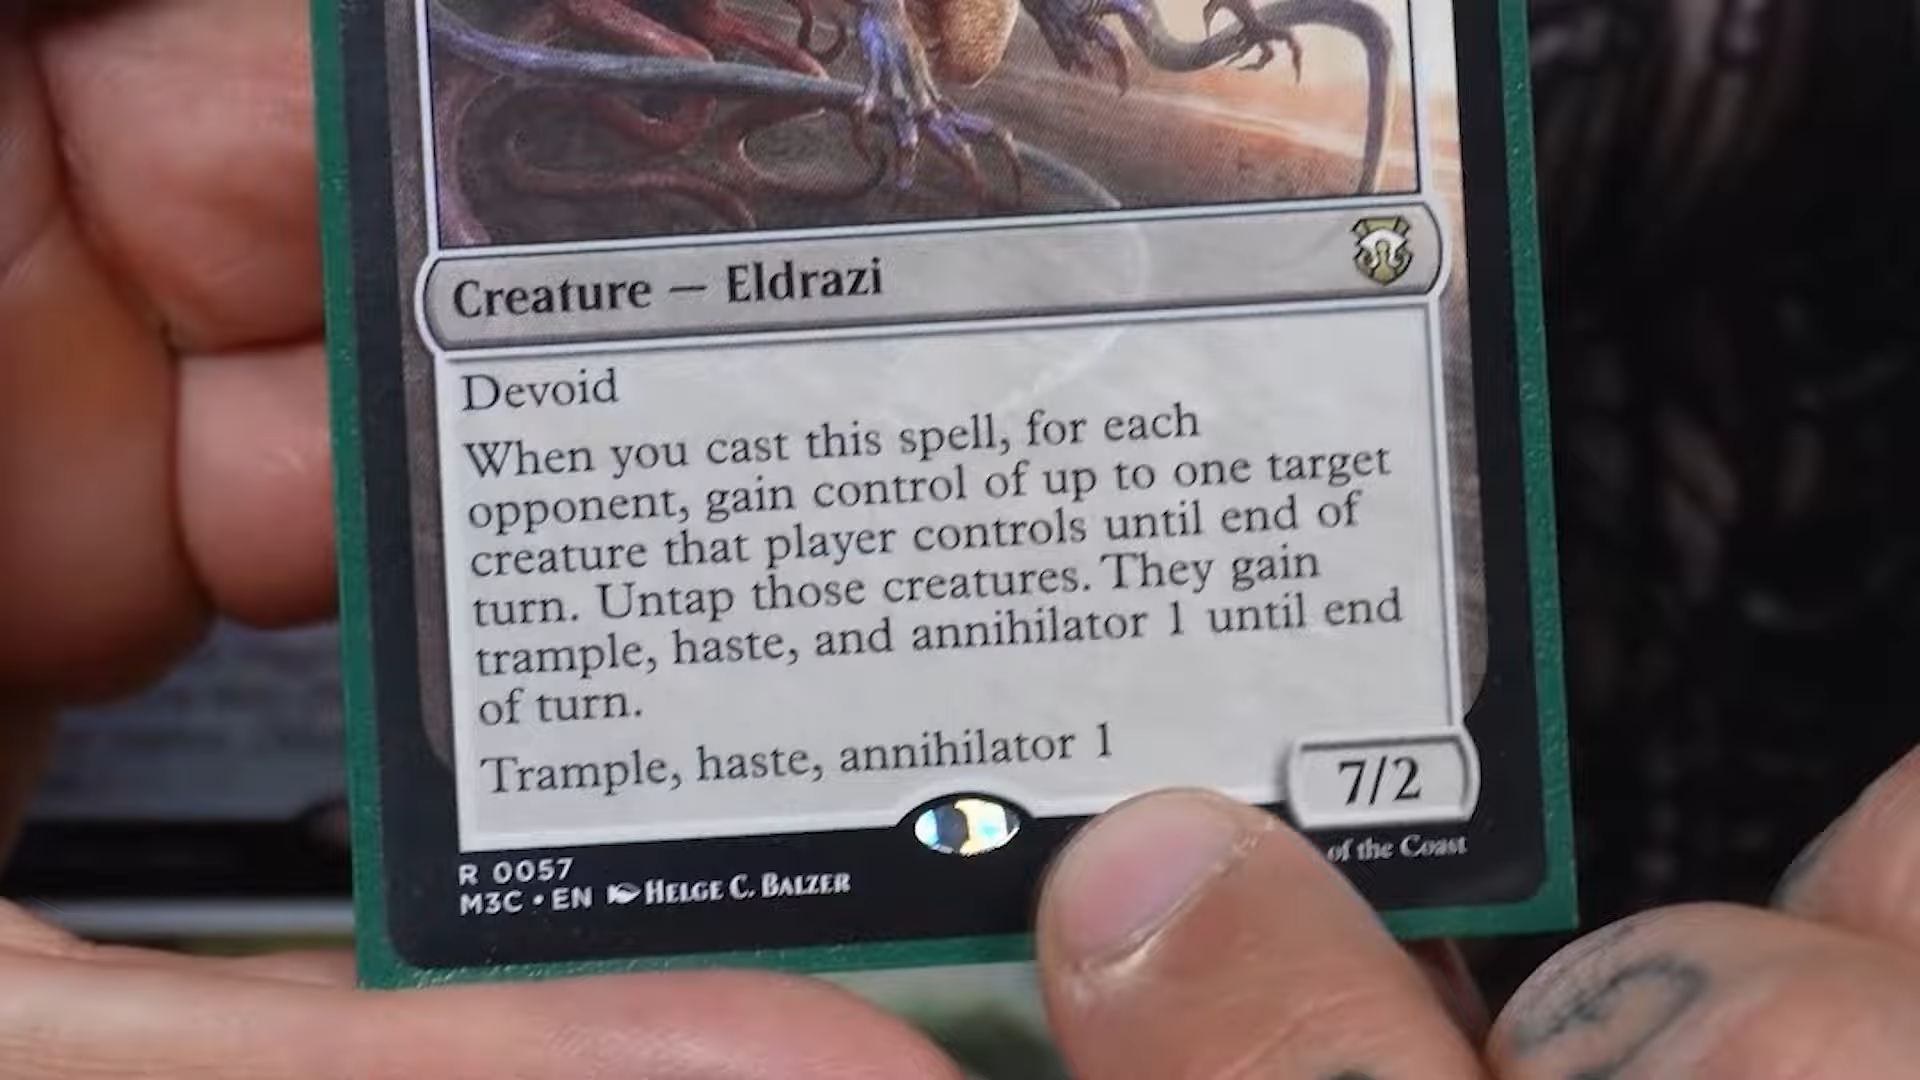 Creature — Eldrazi
Devoid
When you cast this spell, for each
opponent, gain control of up to one target
creature that player controls until end of
turn. Untap those creatures. They gain
trample, haste, and annihilator 1 until end
of turn.
Trample, haste, annihilator 1
7/2
R 0057
M3C • EN HELGE C. BALZER
of the Coast